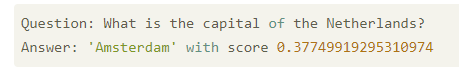 Question: What is the capital of the Netherlands?
Answer: 'Amsterdam' with score 0.37749919295310974